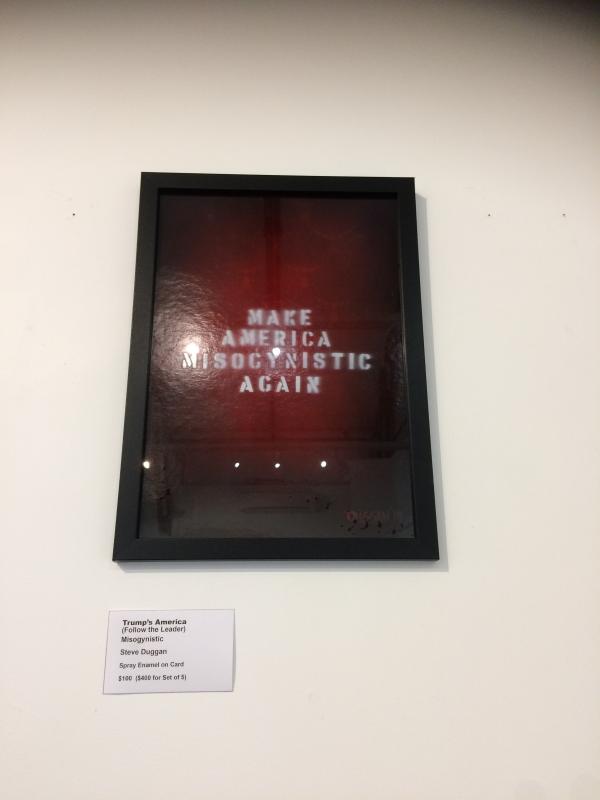 MAKE
AMERICA
MISOGYNISTIC
AGAIN
Trump's America
(Follow the Leader)
Misogynistic
Steve Duggan
Spray Enamel on Card
$100 ($400 for Set of 5)